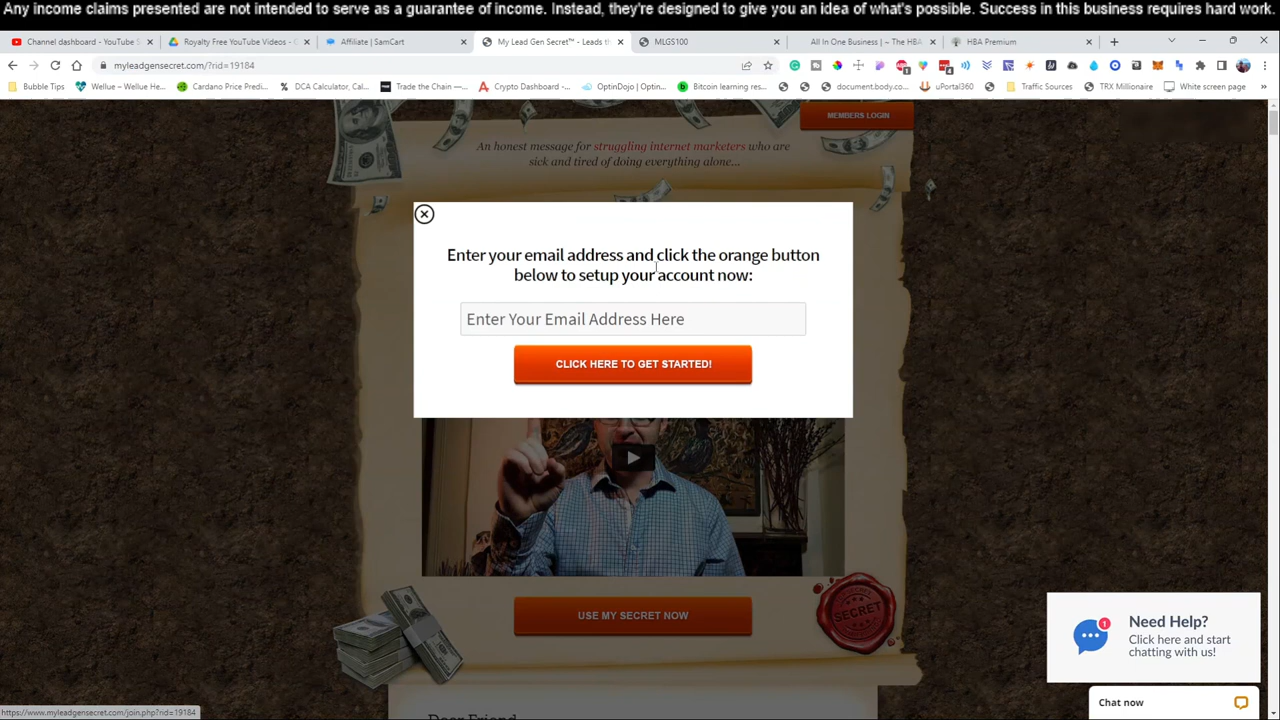 Any income claims presented are not intended to serve as a guarantee of income. Instead, they're designed to give you an idea of what's possible. Success in this business requires hard work.
Channel dashboard - YouTube S
Royalty Free YouTube Videos - G
Affiliate | SamCart
My Lead Gen Secret™ - Leads th
MLGS100
All In One Business | ~ The HBA
HBA Premium
myleadgensecret.com/?rid=19184
Bubble Tips
Wellue – Wellue He...
Cardano Price Predi...
DCA Calculator, Cal...
Trade the Chain —...
Crypto Dashboard -...
OptinDojo | Optin...
Bitcoin learning res...
document.body.co...
uPortal360
Traffic Sources
TRX Millionaire
White screen page
MEMBERS LOGIN
An honest message for struggling internet marketers who are
sick and tired of doing everything alone...
Enter your email address and click the orange button
below to setup your account now:
Enter Your Email Address Here
CLICK HERE TO GET STARTED!
USE MY SECRET NOW
SECRET
Need Help?
Click here and start
chatting with us!
1
Chat now
Dear Friend
https://www.myleadgensecret.com/join.php?rid=19184